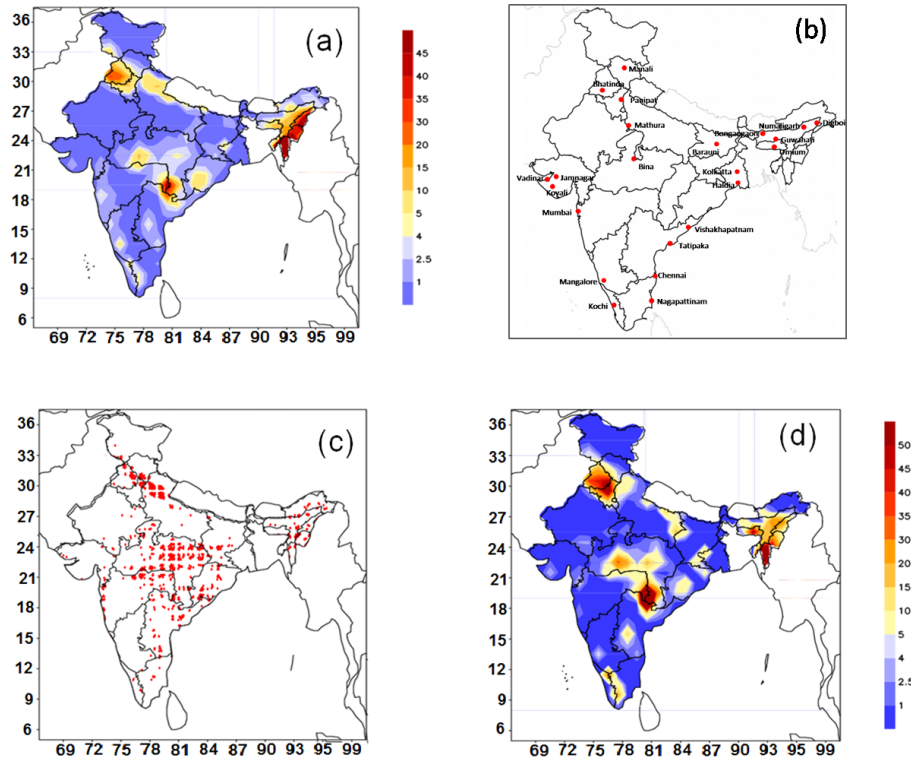 (a)
36
33
30
27
24
21
18
15
12
9
6
69 72 75 78 81 84 87 90 93 96 99
45
40
35
30
20
15
10
5
4
2.5
1
(b)
Manali
Bhatinda
Panipat
Mathura
Bongaigaon
Numaligarh
Digboi
Guwahati
Barauni
Umium
Bina
Kolkatta
Haldia
Vadinar
Jamnagar
Koyali
Mumbai
Vishakhapatnam
Tatipaka
Chennai
Mangalore
Kochi
Nagapattinam
(c)
36
33
30
27
24
21
18
15
12
9
6
69 72 75 78 81 84 87 90 93 96 99
(d)
36
33
30
27
24
21
18
15
12
9
6
69 72 75 78 81 84 87 90 93 96 99
50
45
40
35
30
20
15
10
5
4
2.5
1